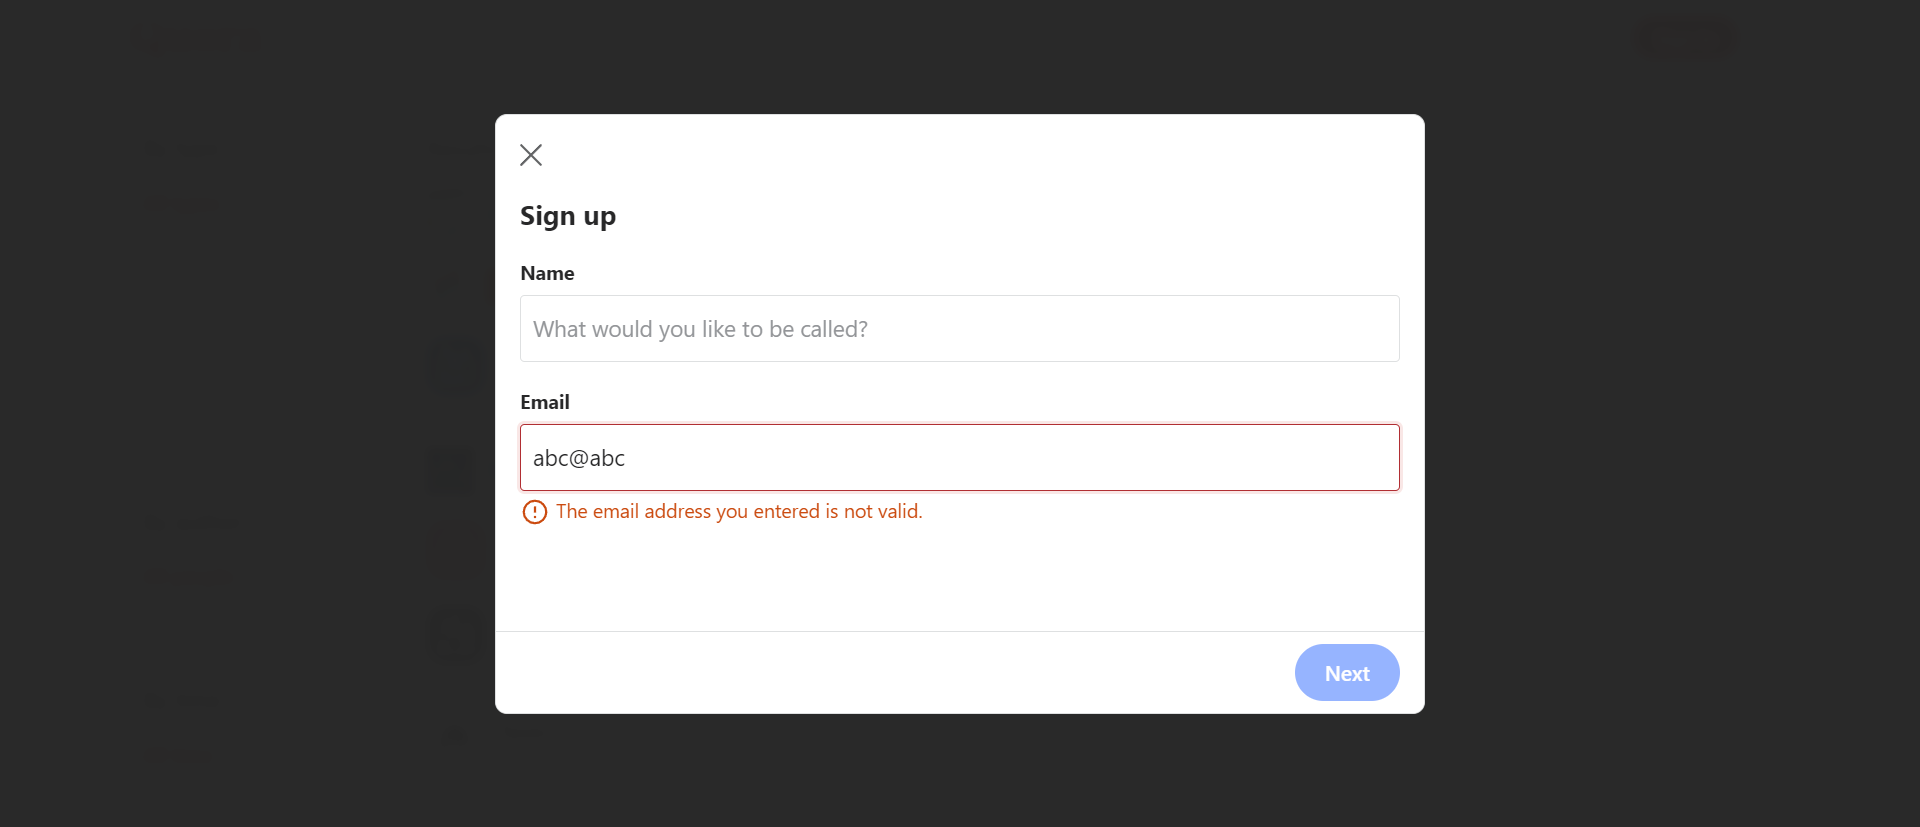 Sign up
Name
What would you like to be called?
Email
abc@abc
The email address you entered is not valid.
Next